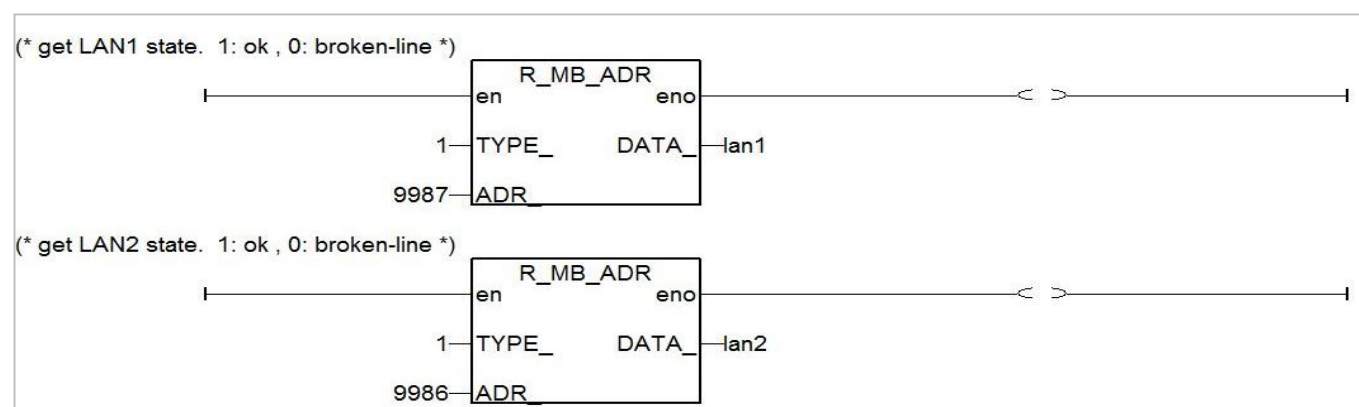 (* get LAN1 state.  1: ok , 0: broken-line *)
R_MB_ADR
en eno
1 TYPE_ DATA_ lan1
9987 ADR_
(* get LAN2 state.  1: ok , 0: broken-line *)
R_MB_ADR
en eno
1 TYPE_ DATA_ lan2
9986 ADR_